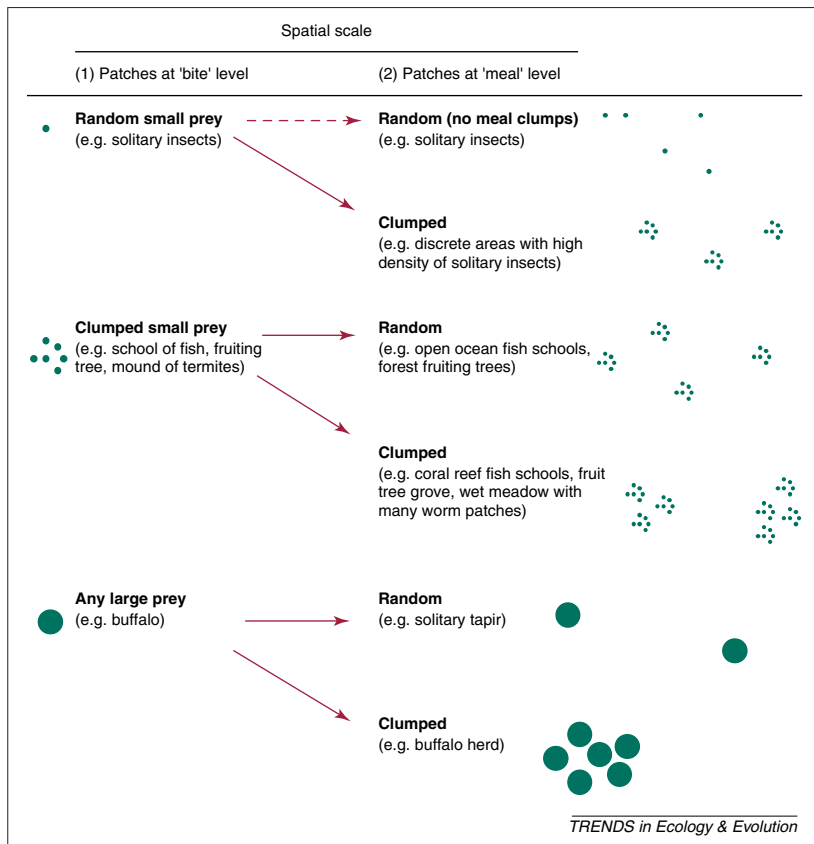 Spatial scale
(1) Patches at 'bite' level
(2) Patches at 'meal' level
Random small prey
(e.g. solitary insects)
Random (no meal clumps)
(e.g. solitary insects)
Clumped
(e.g. discrete areas with high
density of solitary insects)
Clumped small prey
(e.g. school of fish, fruiting
tree, mound of termites)
Random
(e.g. open ocean fish schools,
forest fruiting trees)
Clumped
(e.g. coral reef fish schools, fruit
tree grove, wet meadow with
many worm patches)
Any large prey
(e.g. buffalo)
Random
(e.g. solitary tapir)
Clumped
(e.g. buffalo herd)
TRENDS in Ecology & Evolution